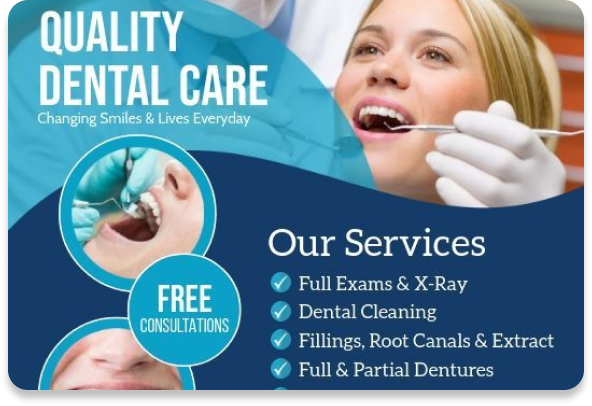 QUALITY
DENTAL CARE
Changing Smiles & Lives Everyday
FREE
CONSULTATIONS
Our Services
Full Exams & X-Ray
Dental Cleaning
Fillings, Root Canals & Extract
Full & Partial Dentures